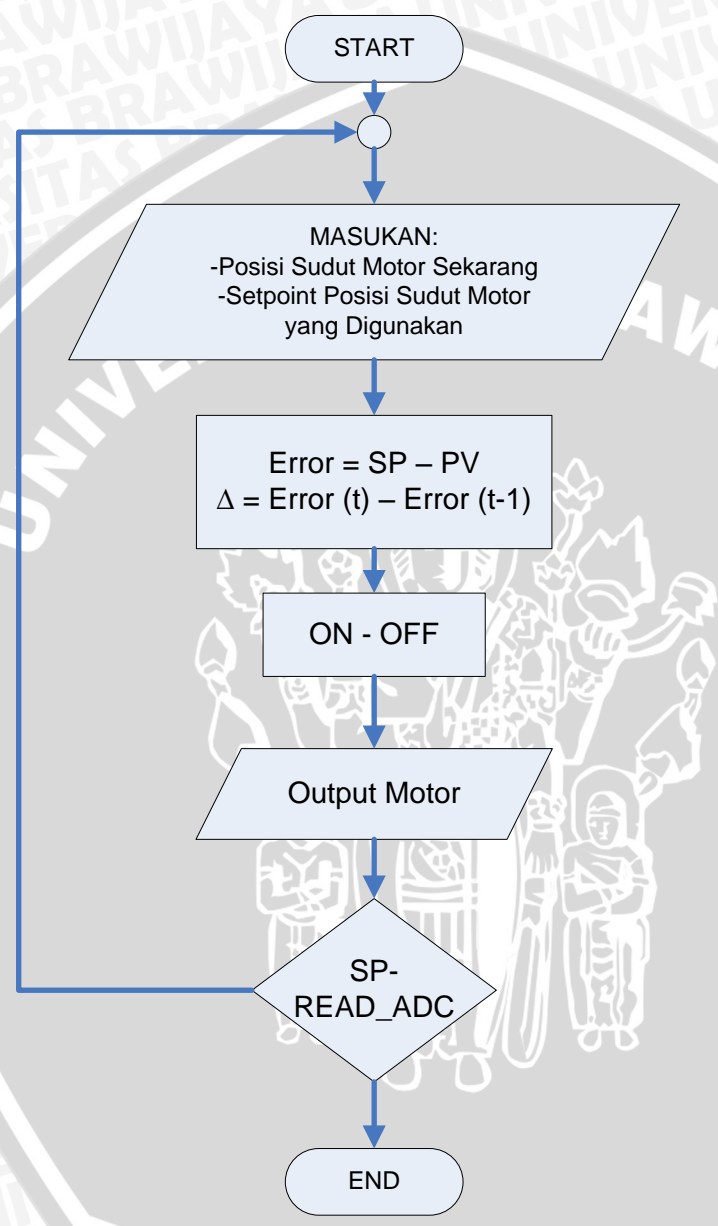 START
MASUKAN:
-Posisi Sudut Motor Sekarang
-Setpoint Posisi Sudut Motor
yang Digunakan
Error = SP – PV
∆ = Error (t) – Error (t-1)
ON - OFF
Output Motor
SP-
READ_ADC
END